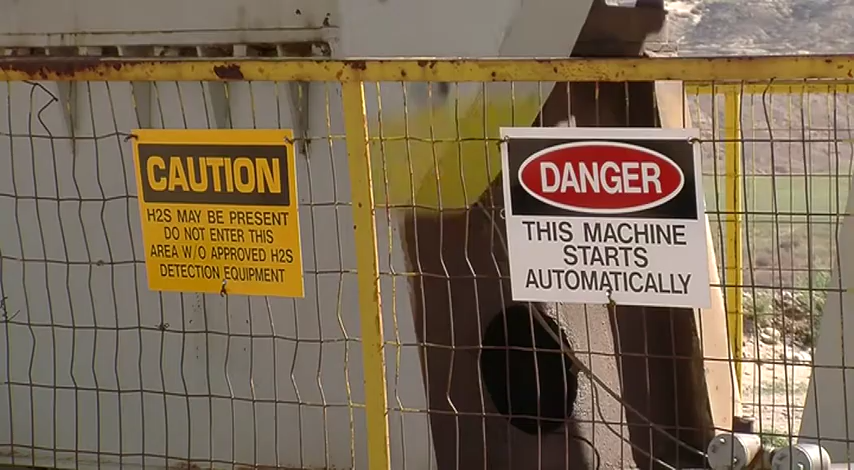 CAUTION
H2S MAY BE PRESENT
DO NOT ENTER THIS
AREA W/O APPROVED H2S
DETECTION EQUIPMENT
DANGER
THIS MACHINE
STARTS
AUTOMATICALLY